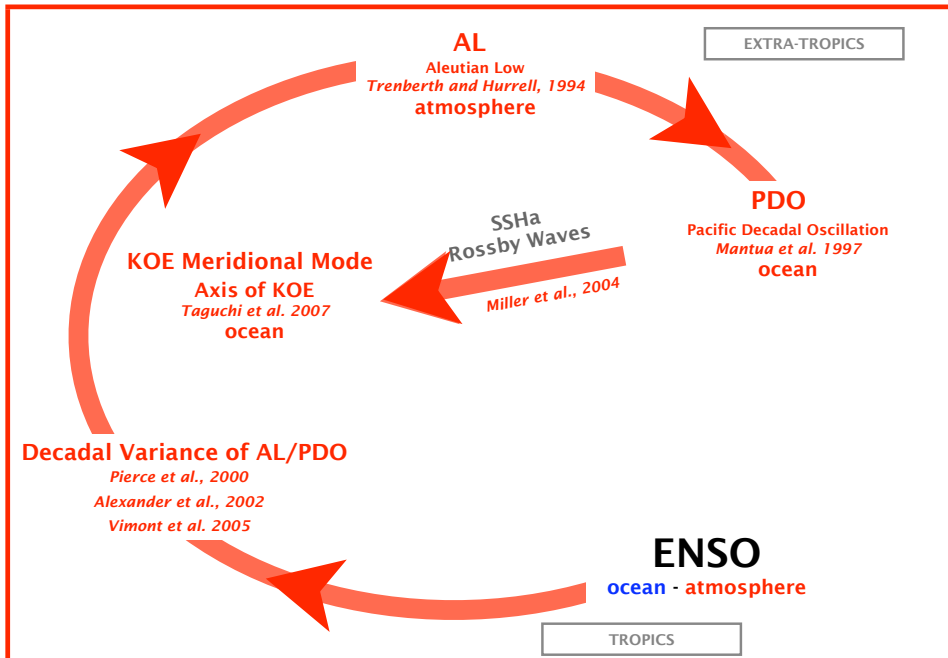 AL
Aleutian Low
Trenberth and Hurrell, 1994
atmosphere
EXTRA-TROPICS
PDO
Pacific Decadal Oscillation
Mantua et al. 1997
ocean
SSHa
Rossby Waves
Miller et al., 2004
KOE Meridional Mode
Axis of KOE
Taguchi et al. 2007
ocean
Decadal Variance of AL/PDO
Pierce et al., 2000
Alexander et al., 2002
Vimont et al. 2005
ENSO
ocean - atmosphere
TROPICS